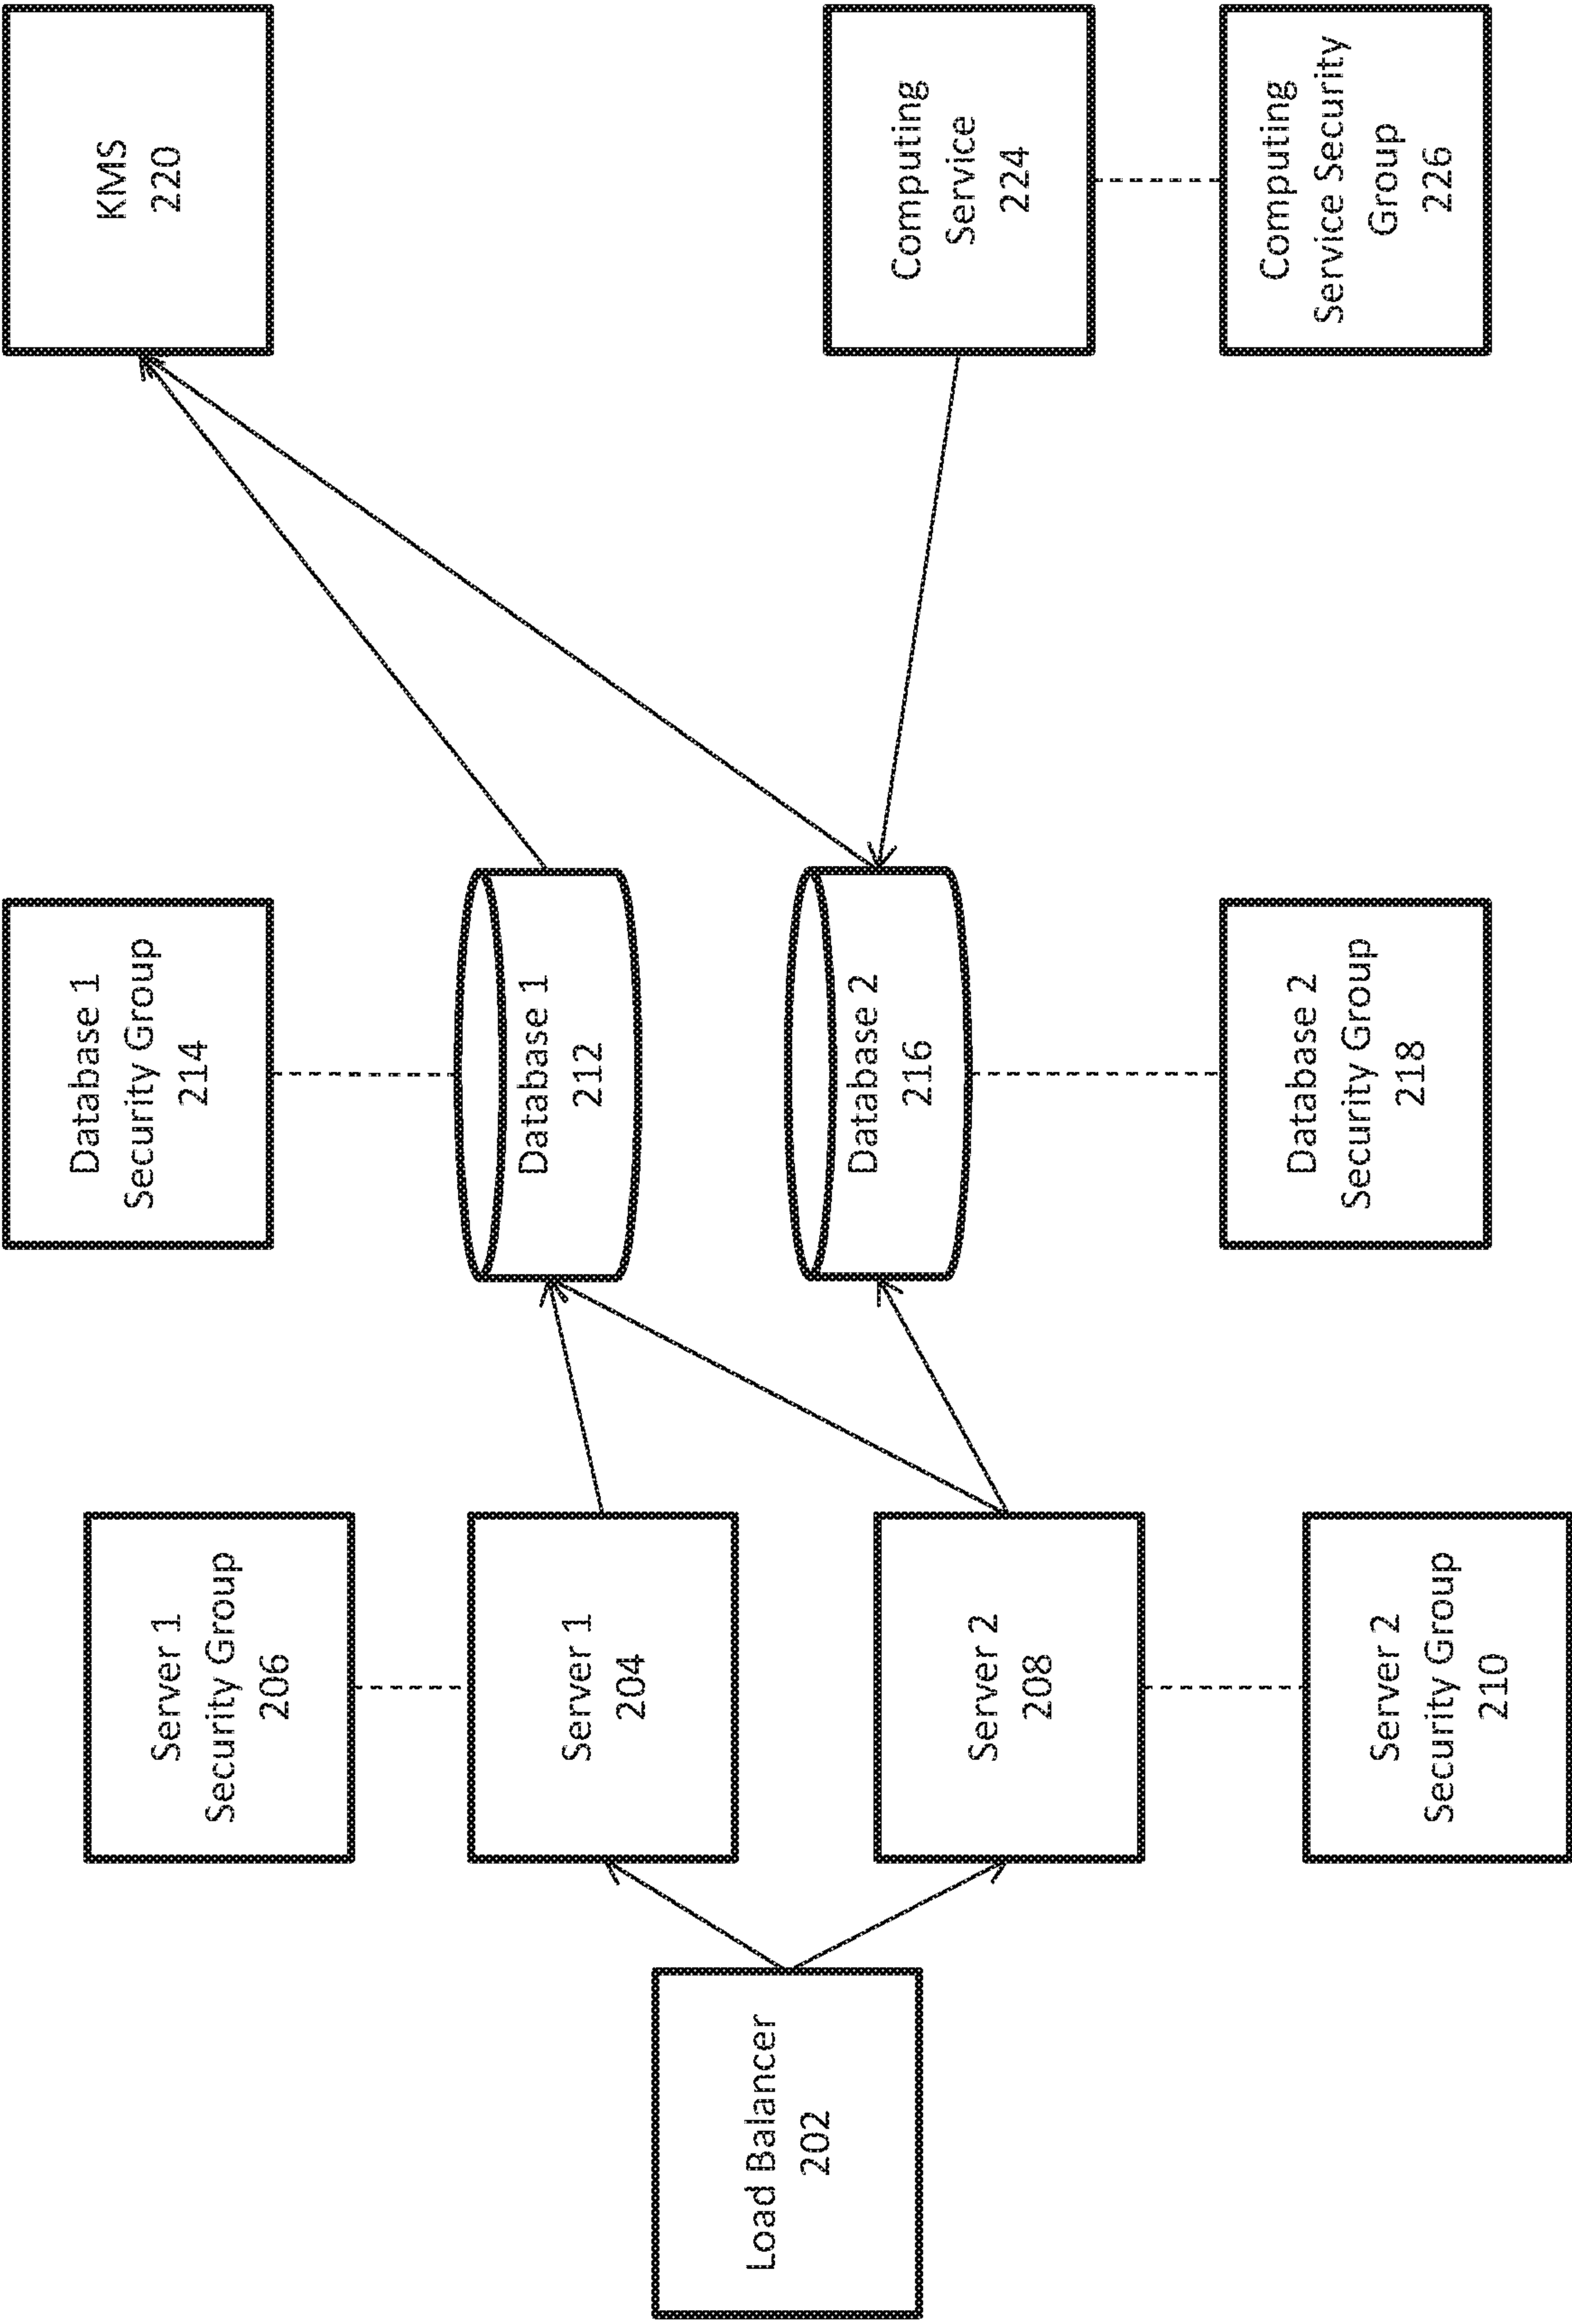 Load Balancer
202
Server 1
Security Group
206
Server 1
204
Server 2
208
Server 2
Security Group
210
Database 1
Security Group
214
Database 1
212
Database 2
216
Database 2
Security Group
218
KMS
220
Computing
Service
224
Computing
Service Security
Group
226